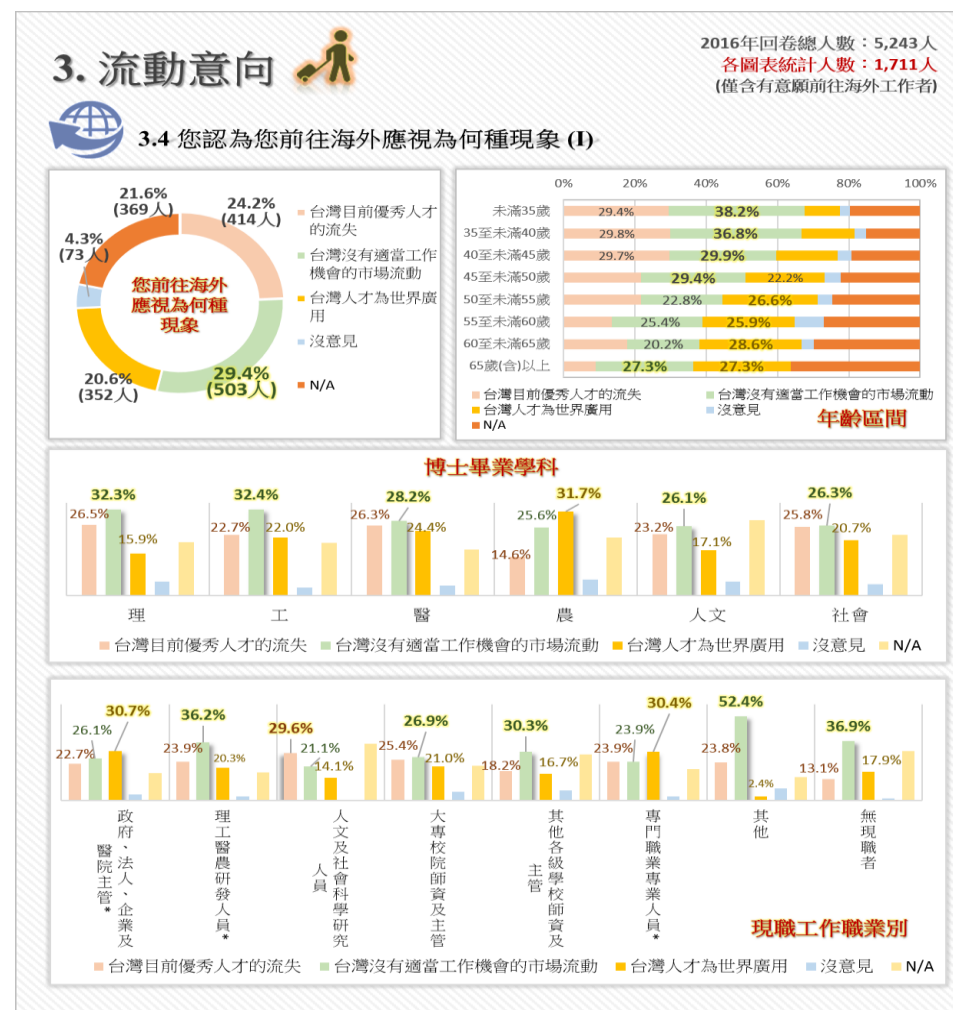 3. 流動意向
2016年回卷總人數：5,243人
各圖表統計人數：1,711人
(僅含有意願前往海外工作者)
3.4 您認為您前往海外應視為何種現象 (I)
21.6%
(369人)
24.2%
(414人)
4.3%
(73人)
您前往海外
應視為何種
現象
20.6%
(352人)
29.4%
(503人)
台灣目前優秀人才
的流失
台灣沒有適當工作
機會的市場流動
台灣人才為世界廣
用
沒意見
N/A
0% 20% 40% 60% 80% 100%
未滿35歲 29.4% 38.2%
35至未滿40歲 29.8% 36.8%
40至未滿45歲 29.7% 29.9%
45至未滿50歲 29.4% 22.2%
50至未滿55歲 22.8% 26.6%
55至未滿60歲 25.4% 25.9%
60至未滿65歲 20.2% 28.6%
65歲(含)以上 27.3% 27.3%
台灣目前優秀人才的流失 台灣沒有適當工作機會的市場流動
台灣人才為世界廣用 沒意見
N/A
年齡區間
博士畢業學科
26.5% 32.3% 15.9%
22.7% 32.4% 22.0%
26.3% 28.2% 24.4%
14.6% 25.6% 31.7%
23.2% 26.1% 17.1%
25.8% 26.3% 20.7%
理 工 醫 農 人文 社會
台灣目前優秀人才的流失 台灣沒有適當工作機會的市場流動 台灣人才為世界廣用 沒意見 N/A
22.7% 26.1% 30.7%
23.9% 36.2% 20.3%
29.6% 21.1% 14.1%
25.4% 26.9% 21.0%
18.2% 30.3% 16.7%
23.9% 23.9% 30.4%
23.8% 52.4% 2.4%
13.1% 36.9% 17.9%
政府、法人、企業及
醫院主管*
理工醫農研發人員*
人文及社會科學研究
人員
大專校院師資及主管
其他各級學校師資及
主管
專門職業專業人員*
其他
無現職者
現職工作職業別
台灣目前優秀人才的流失 台灣沒有適當工作機會的市場流動 台灣人才為世界廣用 沒意見 N/A